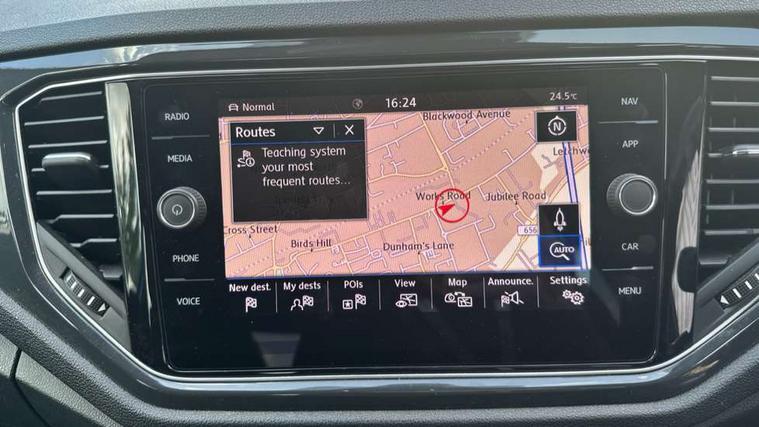 RADIO
MEDIA
PHONE
VOICE
Normal
16:24
24.5°C
Routes
Teaching system
your most
frequent routes...
Blackwood Avenue
N
Works Road
Jubilee Road
Cross Street
Birds Hill
Dunham's Lane
656
AUTO
New dest.
My dests
POIs
View
Map
Announce.
Settings
NAV
APP
CAR
MENU